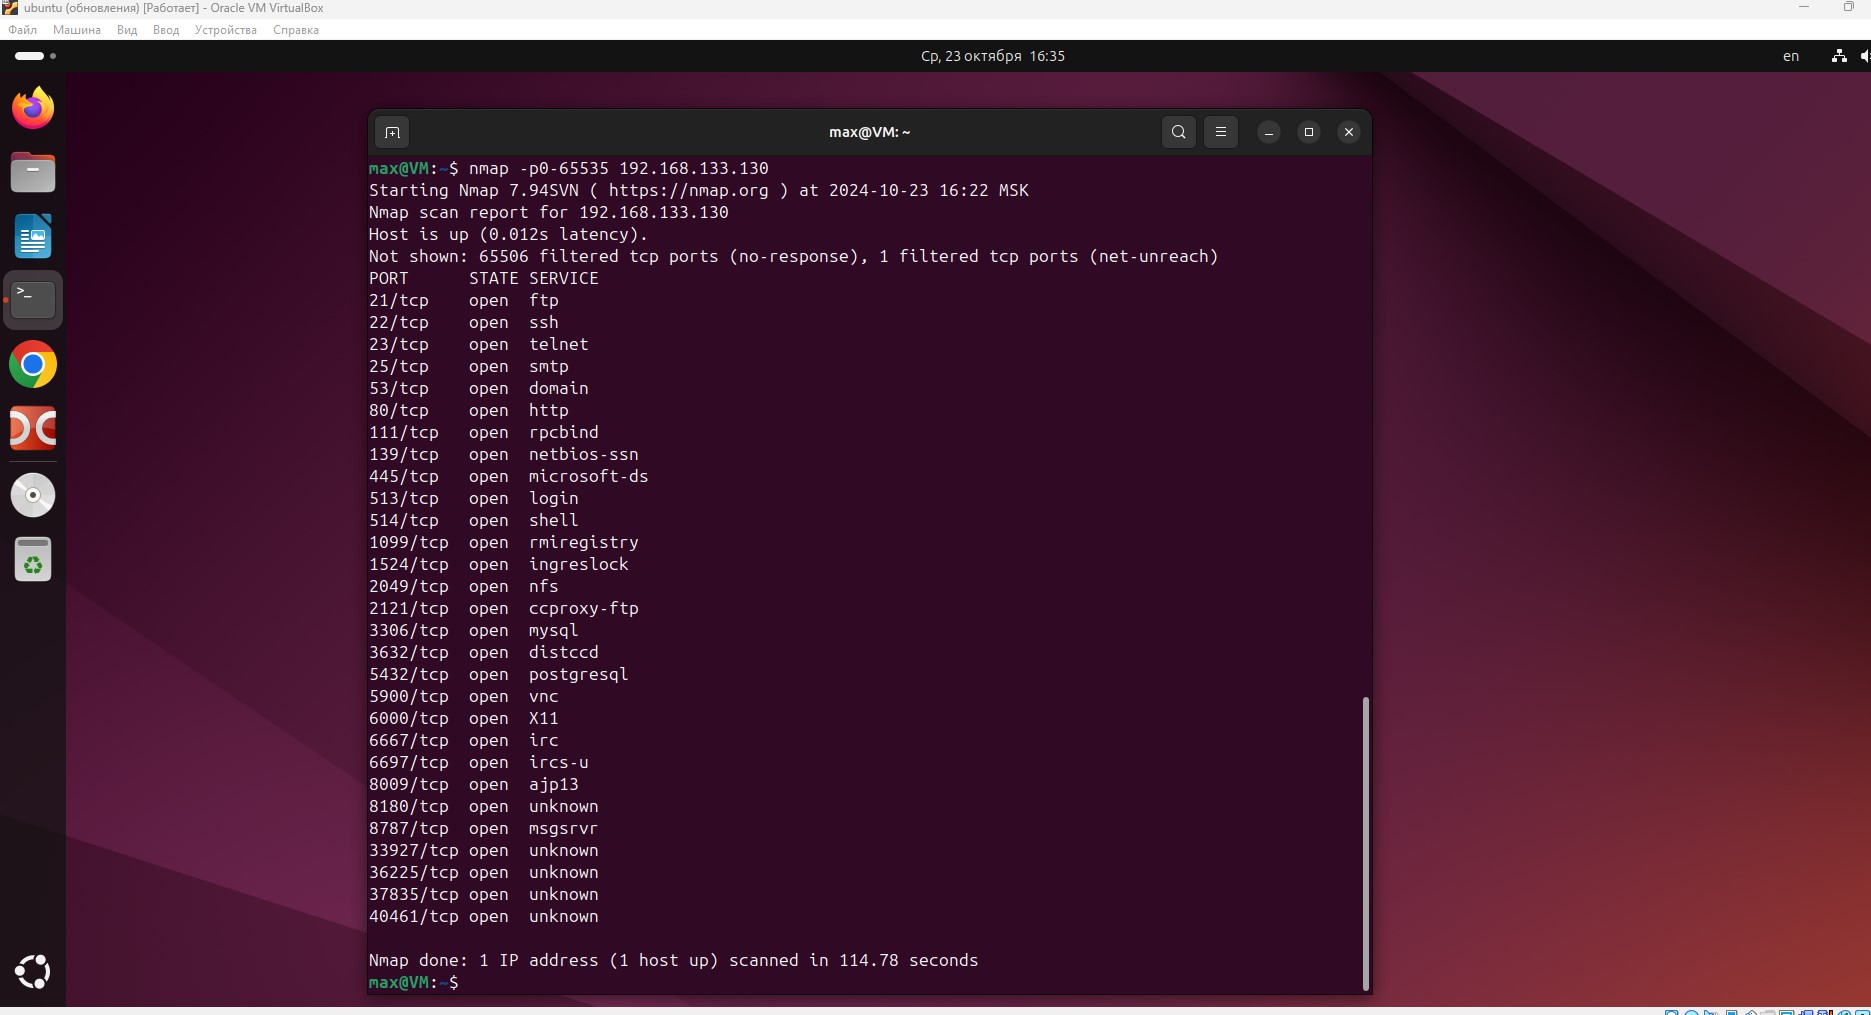 ubuntu (обновления) [Работает] - Oracle VM VirtualBox
Файл Машина Вид Ввод Устройства Справка
Ср, 23 октября 16:35
en
max@VM: ~
max@VM:~$ nmap -p0-65535 192.168.133.130
Starting Nmap 7.94SVN ( https://nmap.org ) at 2024-10-23 16:22 MSK
Nmap scan report for 192.168.133.130
Host is up (0.012s latency).
Not shown: 65506 filtered tcp ports (no-response), 1 filtered tcp ports (net-unreach)
PORT STATE SERVICE
21/tcp open ftp
22/tcp open ssh
23/tcp open telnet
25/tcp open smtp
53/tcp open domain
80/tcp open http
111/tcp open rpcbind
139/tcp open netbios-ssn
445/tcp open microsoft-ds
513/tcp open login
514/tcp open shell
1099/tcp open rmiregistry
1524/tcp open ingreslock
2049/tcp open nfs
2121/tcp open ccproxy-ftp
3306/tcp open mysql
3632/tcp open distccd
5432/tcp open postgresql
5900/tcp open vnc
6000/tcp open X11
6667/tcp open irc
6697/tcp open ircs-u
8009/tcp open ajp13
8180/tcp open unknown
8787/tcp open msgsrvr
33927/tcp open unknown
36225/tcp open unknown
37835/tcp open unknown
40461/tcp open unknown
Nmap done: 1 IP address (1 host up) scanned in 114.78 seconds
max@VM:~$